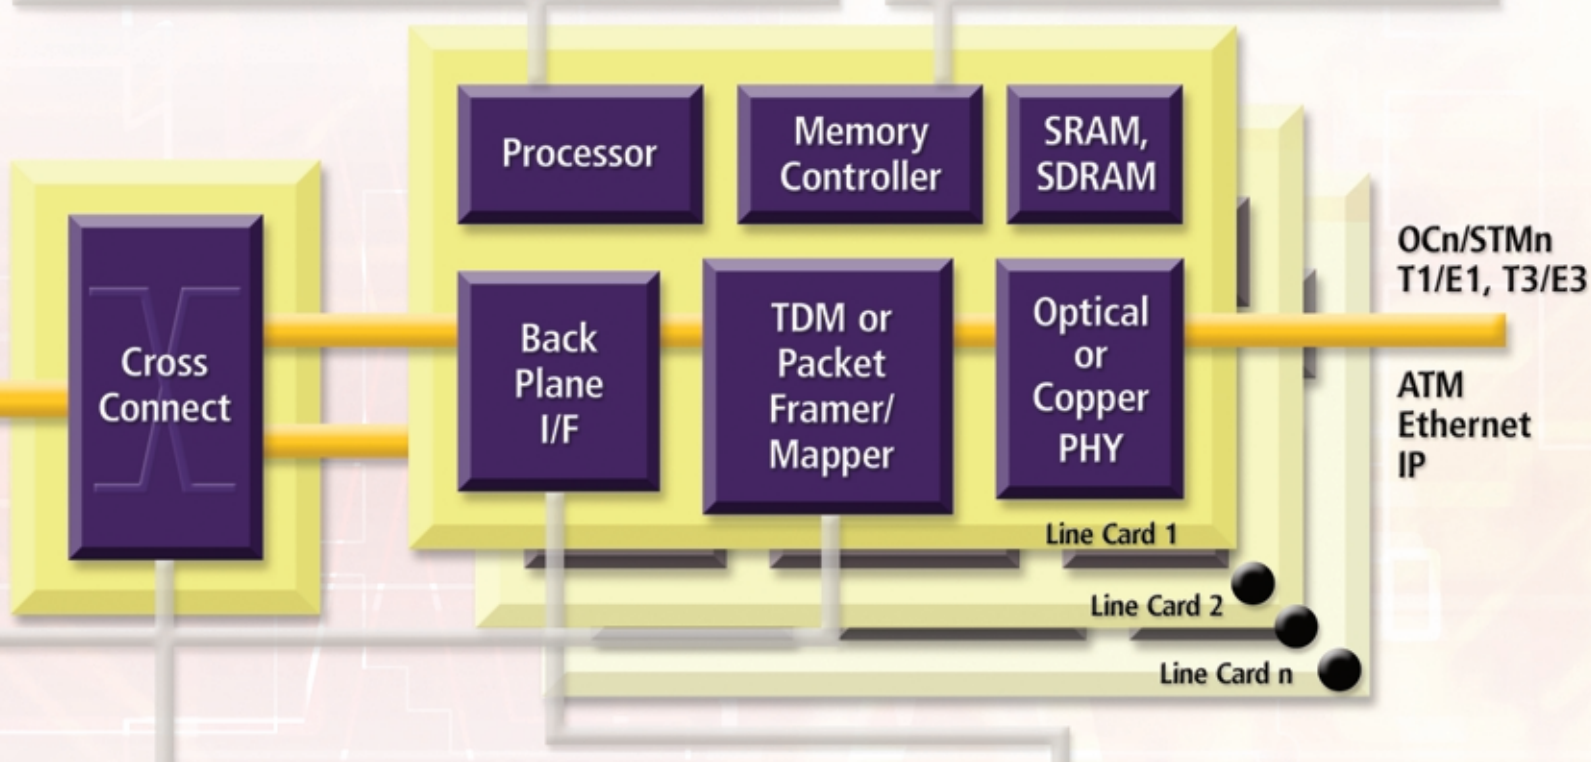 Processor
Memory
Controller
SRAM,
SDRAM
Cross
Connect
Back
Plane
I/F
TDM or
Packet
Framer/
Mapper
Optical
or
Copper
PHY
OCn/STMn
T1/E1, T3/E3
ATM
Ethernet
IP
Line Card 1
Line Card 2
Line Card n